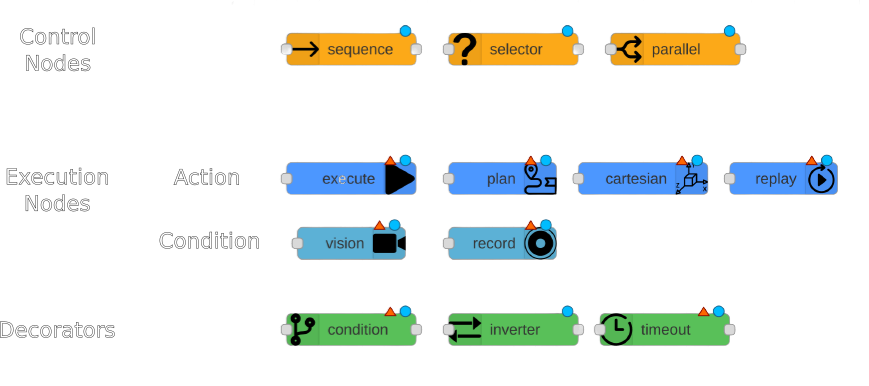 Control
Nodes
sequence
selector
parallel
Execution
Nodes
Action
execute
plan
cartesian
replay
Condition
vision
record
Decorators
condition
inverter
timeout